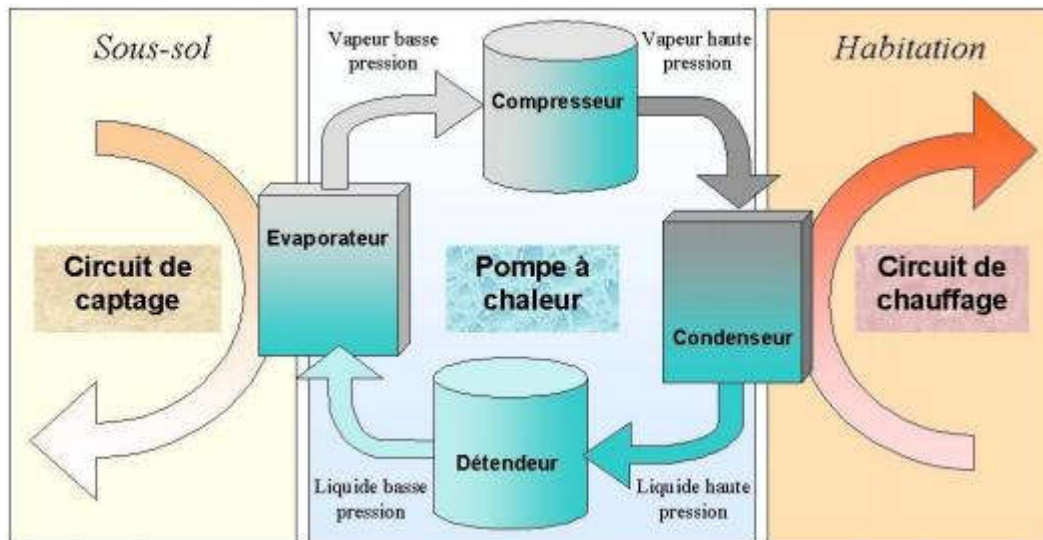 Sous-sol
Vapeur basse
pression
Compresseur
Vapeur haute
pression
Habitation
Evaporateur
Circuit de
captage
Pompe à
chaleur
Condenseur
Circuit de
chauffage
Détendeur
Liquide basse
pression
Liquide haute
pression